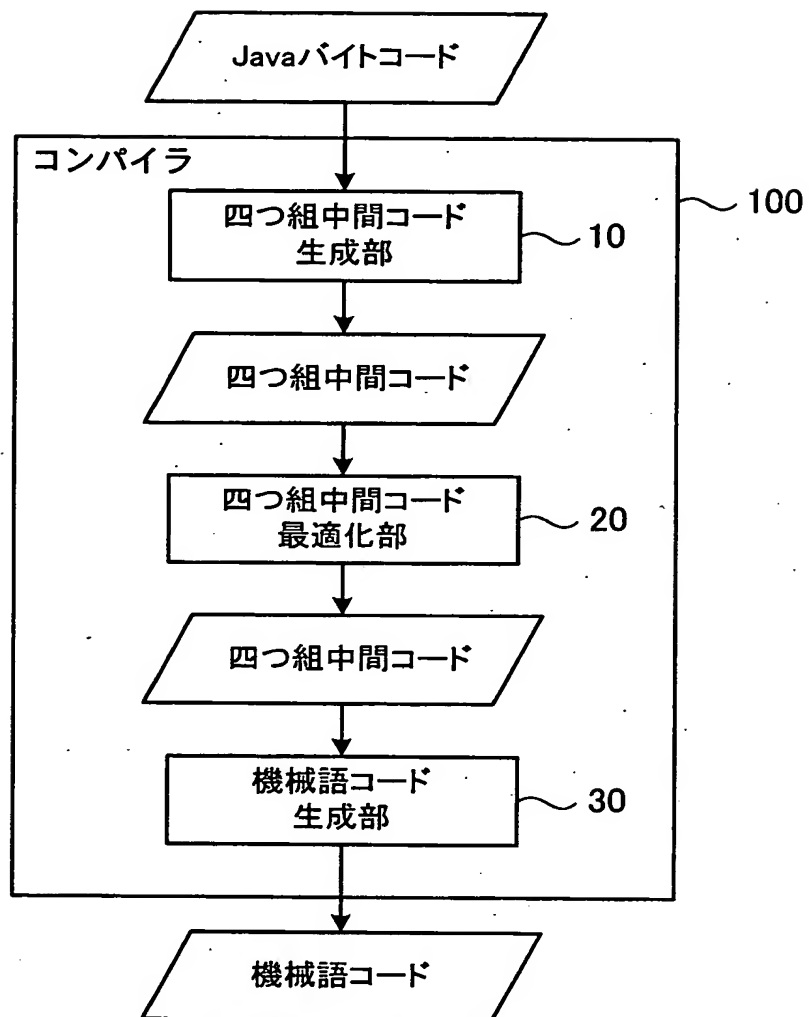 Javaバイトコード
コンパイラ
100
四つ組中間コード
生成部
10
四つ組中間コード
四つ組中間コード
最適化部
20
四つ組中間コード
機械語コード
生成部
30
機械語コード